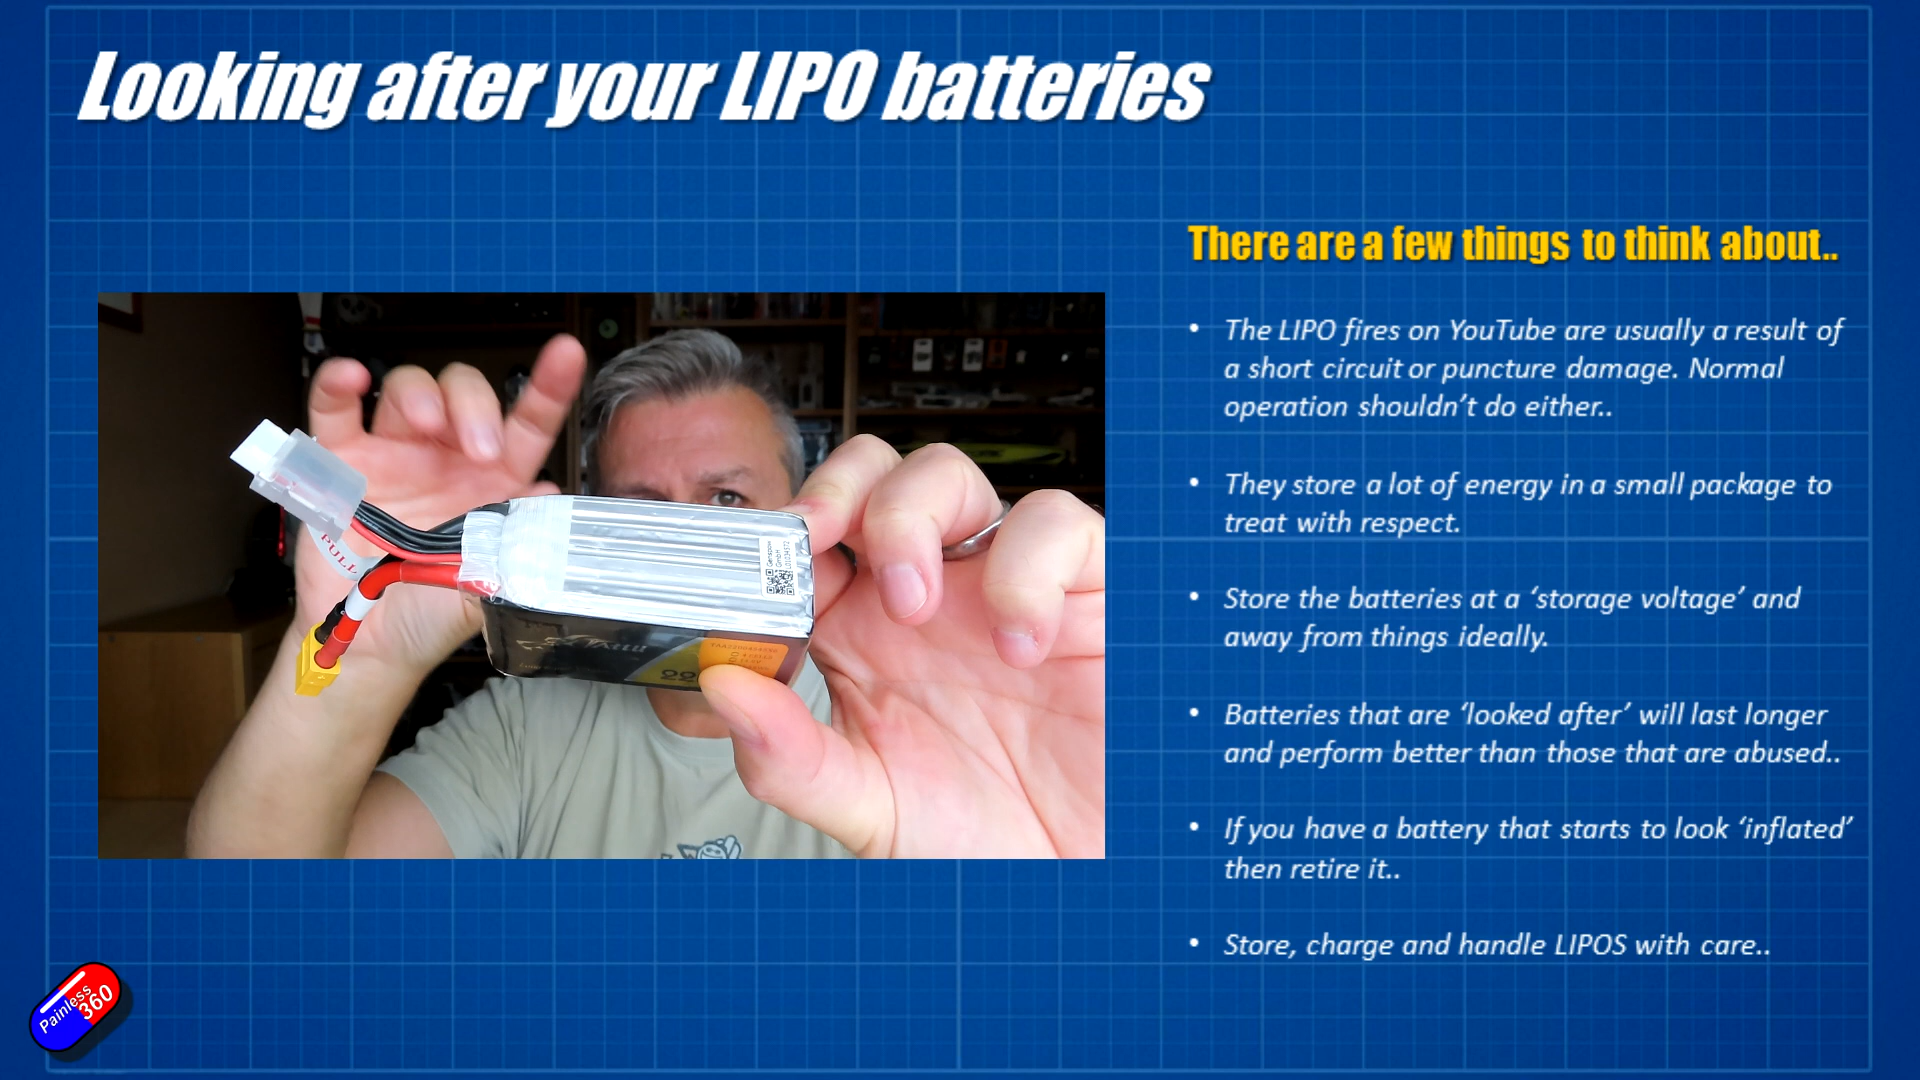 Looking after your LIPO batteries
There are a few things to think about..
• The LIPO fires on YouTube are usually a result of
a short circuit or puncture damage. Normal
operation shouldn't do either..
• They store a lot of energy in a small package to
treat with respect.
• Store the batteries at a ‘storage voltage’ and
away from things ideally.
• Batteries that are ‘looked after’ will last longer
and perform better than those that are abused..
• If you have a battery that starts to look ‘inflated’
then retire it..
• Store, charge and handle LIPOS with care..
PULL
Painless
360